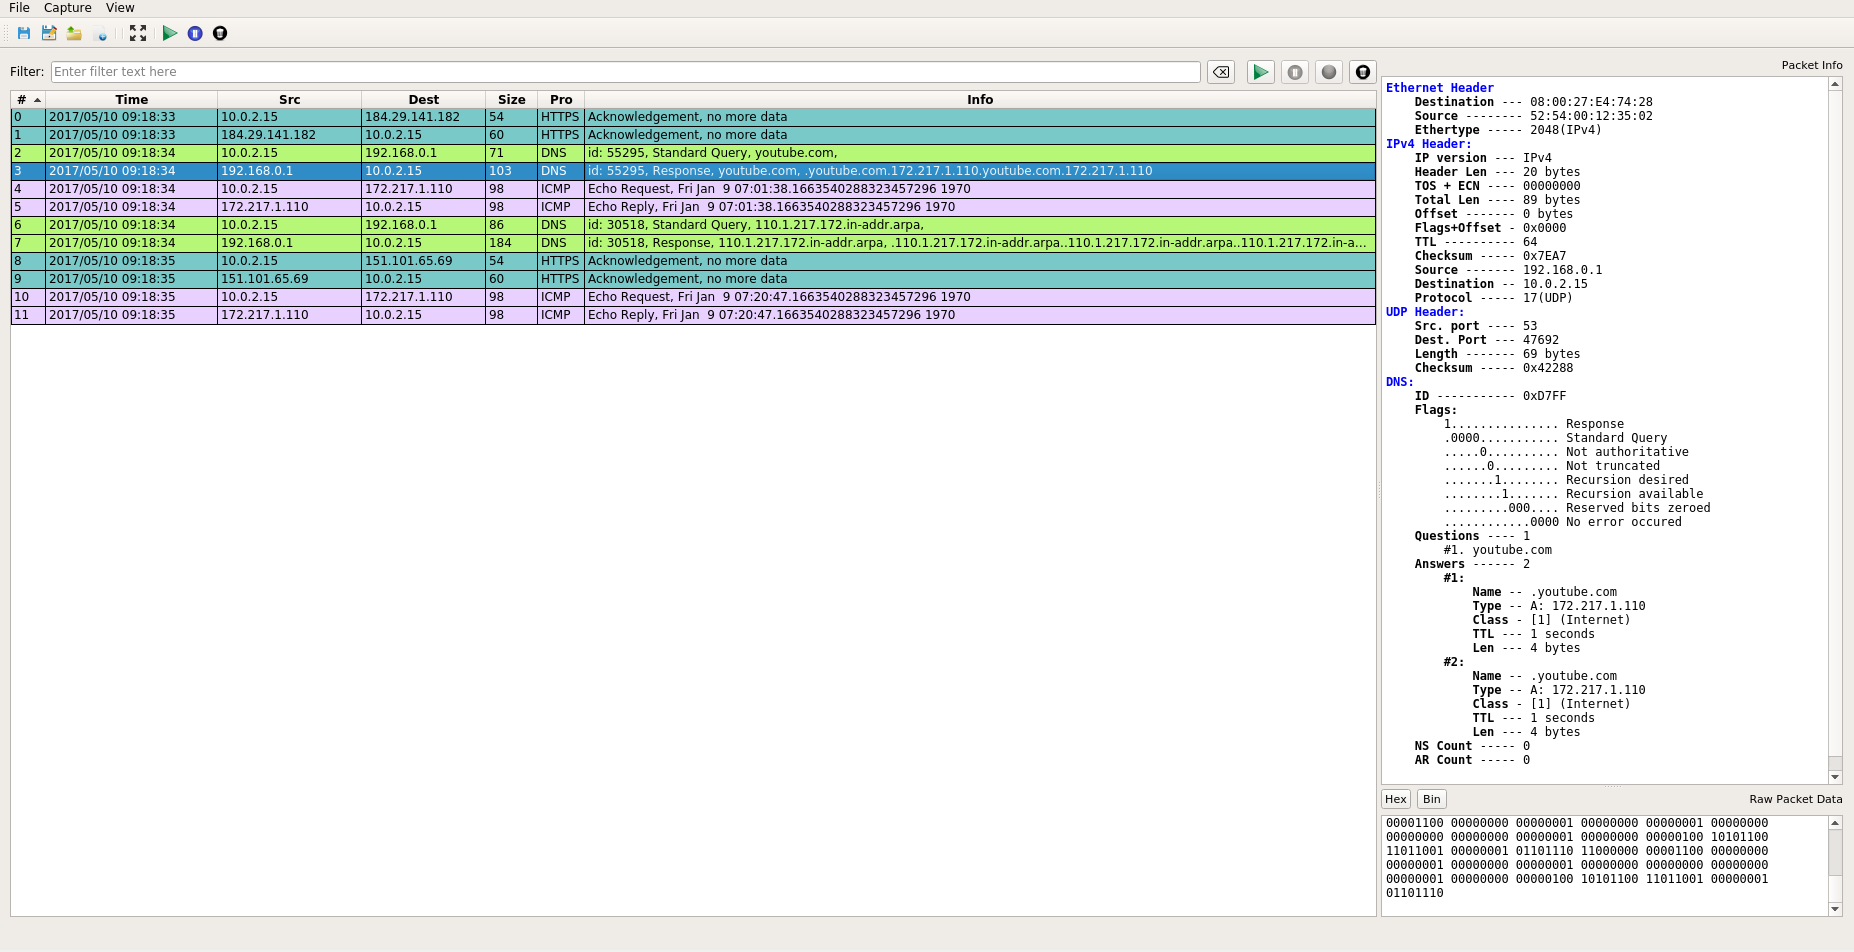 File Capture View
Filter: Enter filter text here
# Time Src Dest Size Pro Info
0 2017/05/10 09:18:33 10.0.2.15 184.29.141.182 54 HTTPS Acknowledgement, no more data
1 2017/05/10 09:18:33 184.29.141.182 10.0.2.15 60 HTTPS Acknowledgement, no more data
2 2017/05/10 09:18:34 10.0.2.15 192.168.0.1 71 DNS id: 55295, Standard Query, youtube.com,
3 2017/05/10 09:18:34 192.168.0.1 10.0.2.15 103 DNS id: 55295, Response, youtube.com, .youtube.com.172.217.1.110.youtube.com.172.217.1.110
4 2017/05/10 09:18:34 10.0.2.15 172.217.1.110 98 ICMP Echo Request, Fri Jan  9 07:01:38.1663540288323457296 1970
5 2017/05/10 09:18:34 172.217.1.110 10.0.2.15 98 ICMP Echo Reply, Fri Jan  9 07:01:38.1663540288323457296 1970
6 2017/05/10 09:18:34 10.0.2.15 192.168.0.1 86 DNS id: 30518, Standard Query, 110.1.217.172.in-addr.arpa,
7 2017/05/10 09:18:34 192.168.0.1 10.0.2.15 184 DNS id: 30518, Response, 110.1.217.172.in-addr.arpa, .110.1.217.172.in-addr.arpa..110.1.217.172.in-addr.arpa..110.1.217.172.in-a...
8 2017/05/10 09:18:35 10.0.2.15 151.101.65.69 54 HTTPS Acknowledgement, no more data
9 2017/05/10 09:18:35 151.101.65.69 10.0.2.15 60 HTTPS Acknowledgement, no more data
10 2017/05/10 09:18:35 10.0.2.15 172.217.1.110 98 ICMP Echo Request, Fri Jan  9 07:20:47.1663540288323457296 1970
11 2017/05/10 09:18:35 172.217.1.110 10.0.2.15 98 ICMP Echo Reply, Fri Jan  9 07:20:47.1663540288323457296 1970
Packet Info
Ethernet Header
Destination --- 08:00:27:E4:74:28
Source -------- 52:54:00:12:35:02
Ethertype ----- 2048(IPv4)
IPv4 Header:
IP version --- IPv4
Header Len --- 20 bytes
TOS + ECN ---- 00000000
Total Len ---- 89 bytes
Offset ------- 0 bytes
Flags+Offset - 0x0000
TTL ---------- 64
Checksum ----- 0x7EA7
Source ------- 192.168.0.1
Destination -- 10.0.2.15
Protocol ----- 17(UDP)
UDP Header:
Src. port ---- 53
Dest. Port --- 47692
Length ------- 69 bytes
Checksum ----- 0x42288
DNS:
ID ----------- 0xD7FF
Flags:
1............... Response
.0000........... Standard Query
.....0.......... Not authoritative
......0......... Not truncated
.......1........ Recursion desired
........1....... Recursion available
.........000.... Reserved bits zeroed
............0000 No error occured
Questions ---- 1
#1. youtube.com
Answers ------ 2
#1:
Name -- .youtube.com
Type -- A: 172.217.1.110
Class - [1] (Internet)
TTL --- 1 seconds
Len --- 4 bytes
#2:
Name -- .youtube.com
Type -- A: 172.217.1.110
Class - [1] (Internet)
TTL --- 1 seconds
Len --- 4 bytes
NS Count ----- 0
AR Count ----- 0
Hex Bin Raw Packet Data
00001100 00000000 00000001 00000000 00000001 00000000
00000000 00000000 00000001 00000000 00000100 10101100
11011001 00000001 01101110 11000000 00001100 00000000
00000001 00000000 00000001 00000000 00000000 00000000
00000001 00000000 00000100 10101100 11011001 00000001
01101110